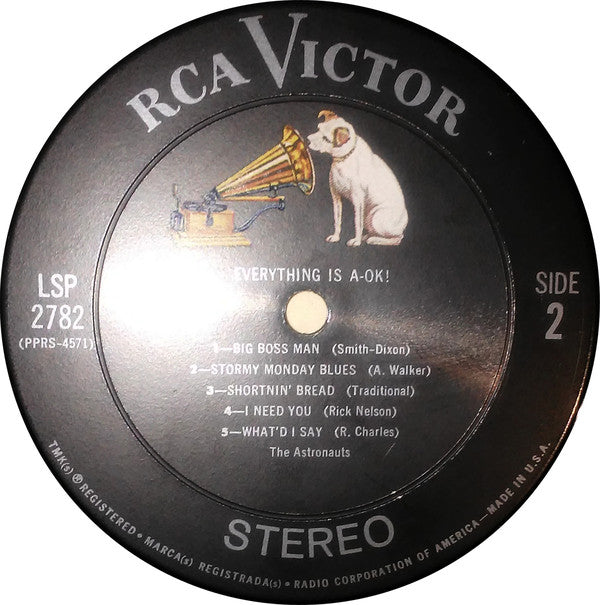 RCA VICTOR
EVERYTHING IS A-OK!
LSP
2782
(PPRS-4571)
SIDE
2
1—BIG BOSS MAN (Smith-Dixon)
2—STORMY MONDAY BLUES (A. Walker)
3—SHORTNIN' BREAD (Traditional)
4—I NEED YOU (Rick Nelson)
5—WHAT'D I SAY (R. Charles)
The Astronauts
STEREO
TMK(s) ® REGISTERED • MARCA(s) REGISTRADA(s) • RADIO CORPORATION OF AMERICA—MADE IN U.S.A.